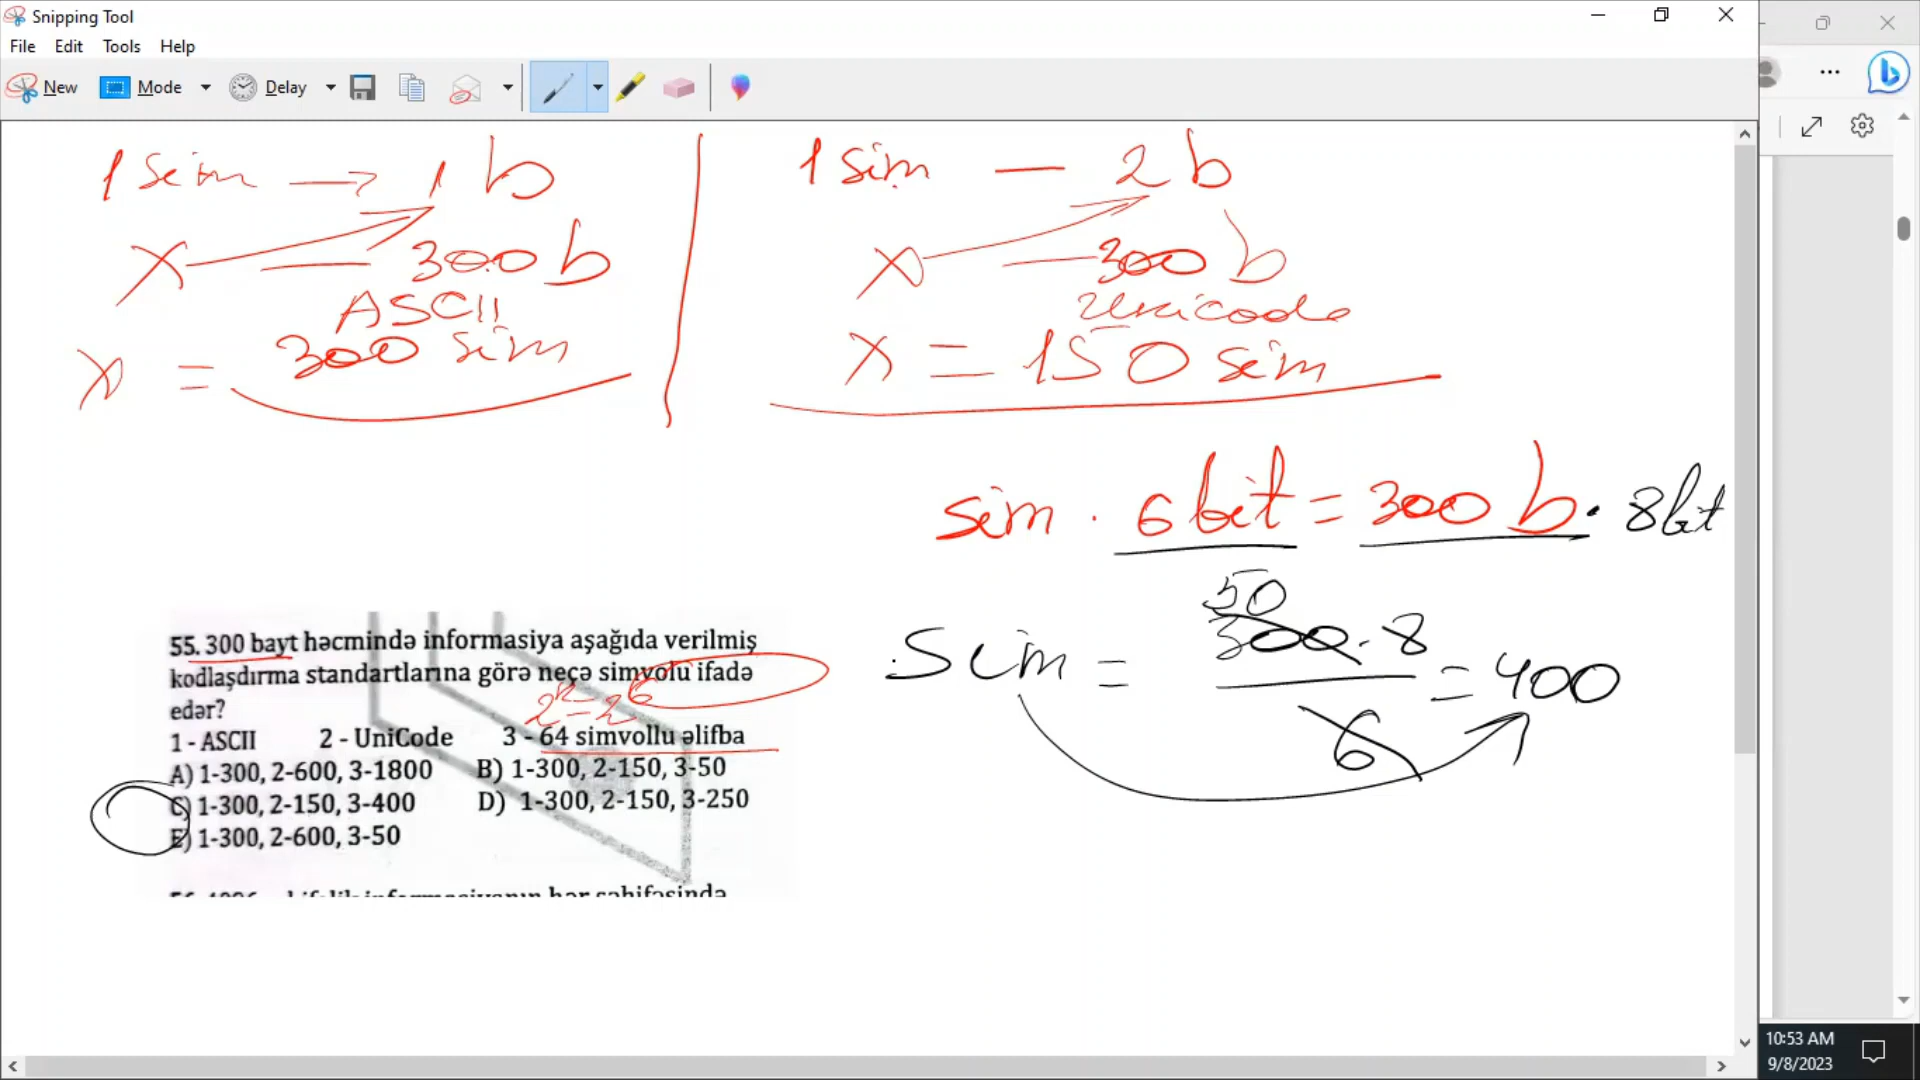 Snipping Tool
File Edit Tools Help
New Mode Delay
1 sim → 1 b
x — 300 b
ASCII
x = 300 sim
1 sim — 2 b
x — 300 b
Unicode
x = 150 sim
sim · 6 bit = 300 b · 8 bit
50
Sim = 300 · 8 / 6 = 400
55. 300 bayt həcmində informasiya aşağıda verilmiş
kodlaşdırma standartlarına görə neçə simvolu ifadə
edər?
2 = 2⁶
1 - ASCII 2 - UniCode 3 - 64 simvollu əlifba
A) 1-300, 2-600, 3-1800 B) 1-300, 2-150, 3-50
C) 1-300, 2-150, 3-400 D) 1-300, 2-150, 3-250
E) 1-300, 2-600, 3-50
10:53 AM
9/8/2023